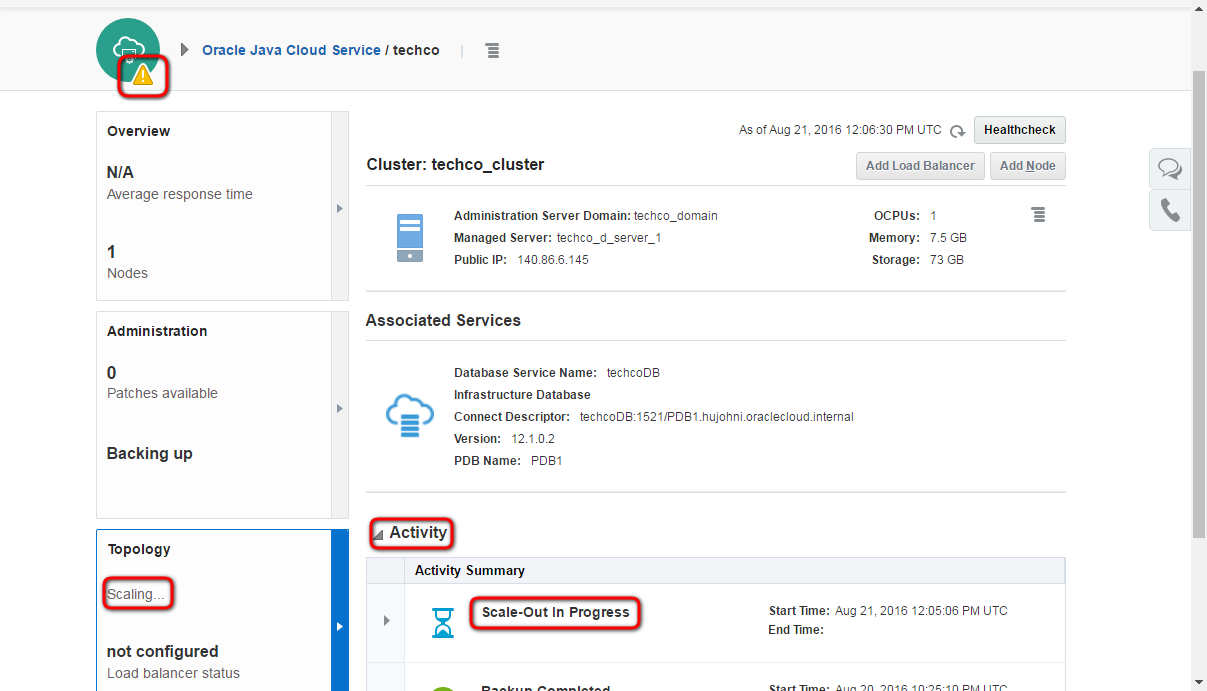 Oracle Java Cloud Service / techco
Overview
N/A
Average response time
1
Nodes
Administration
0
Patches available
Backing up
Topology
Scaling...
not configured
Load balancer status
As of Aug 21, 2016 12:06:30 PM UTC
Healthcheck
Cluster: techco_cluster
Add Load Balancer
Add Node
Administration Server Domain: techco_domain
Managed Server: techco_d_server_1
Public IP: 140.86.6.145
OCPUs: 1
Memory: 7.5 GB
Storage: 73 GB
Associated Services
Database Service Name: techcoDB
Infrastructure Database
Connect Descriptor: techcoDB:1521/PDB1.hujohni.oraclecloud.internal
Version: 12.1.0.2
PDB Name: PDB1
Activity
Activity Summary
Scale-Out In Progress
Start Time: Aug 21, 2016 12:05:06 PM UTC
End Time:
Backup Completed
Start Time: Aug 20, 2016 10:25:10 PM UTC